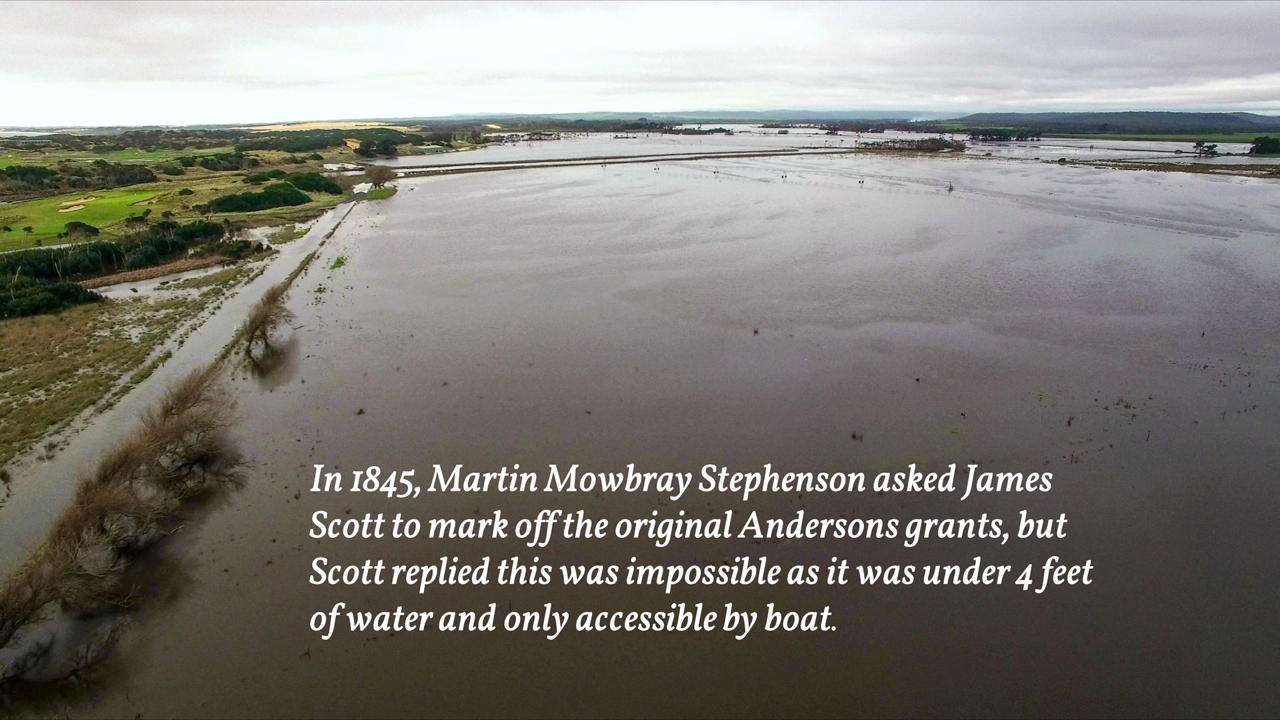 In 1845, Martin Mowbray Stephenson asked James
Scott to mark off the original Andersons grants, but
Scott replied this was impossible as it was under 4 feet
of water and only accessible by boat.